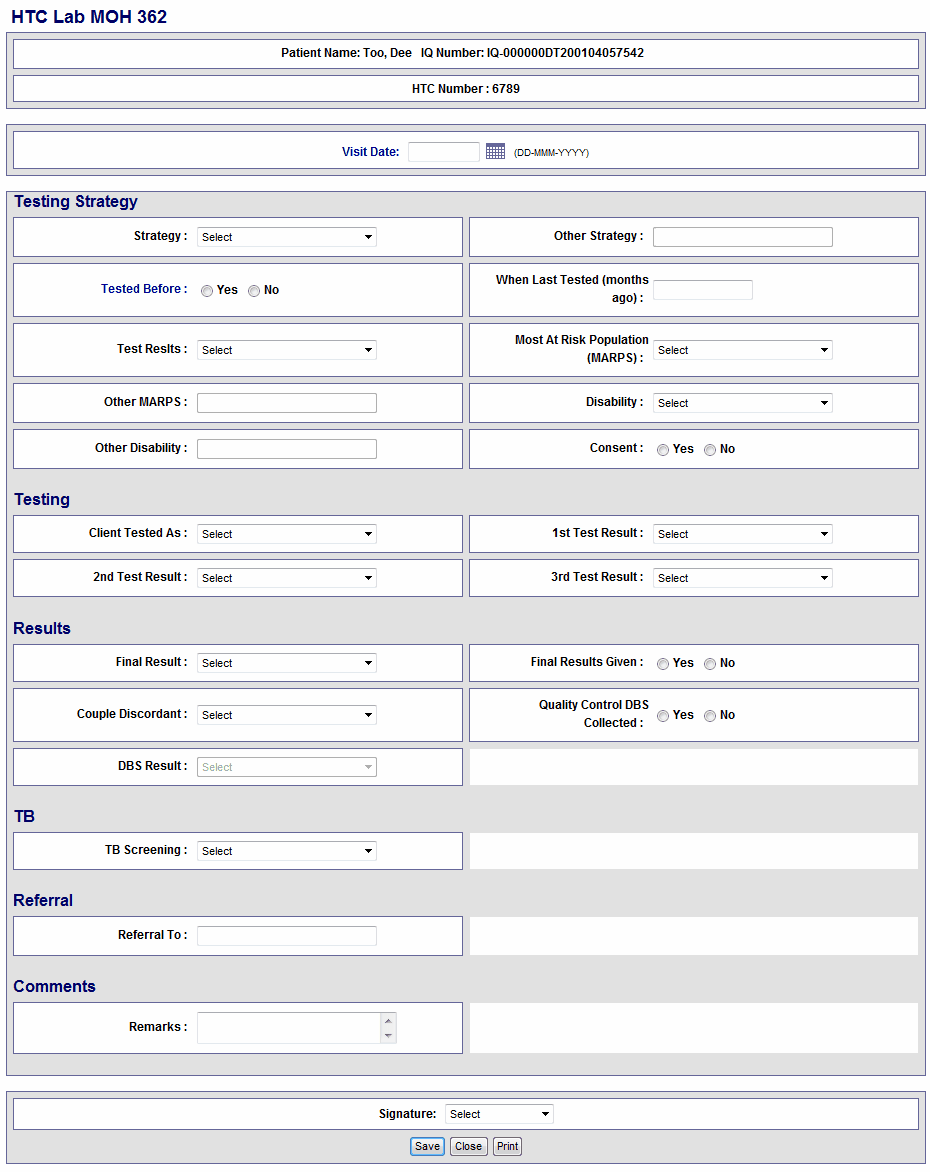 HTC Lab MOH 362
Patient Name: Too, Dee IQ Number: IQ-000000DT200104057542
HTC Number : 6789
Visit Date: (DD-MMM-YYYY)
Testing Strategy
Strategy : Select
Other Strategy :
Tested Before : Yes No
When Last Tested (months
ago) :
Test Reslts : Select
Most At Risk Population
(MARPS) : Select
Other MARPS :
Disability : Select
Other Disability :
Consent : Yes No
Testing
Client Tested As : Select
1st Test Result : Select
2nd Test Result : Select
3rd Test Result : Select
Results
Final Result : Select
Final Results Given : Yes No
Couple Discordant : Select
Quality Control DBS
Collected : Yes No
DBS Result : Select
TB
TB Screening : Select
Referral
Referral To :
Comments
Remarks :
Signature: Select
Save Close Print